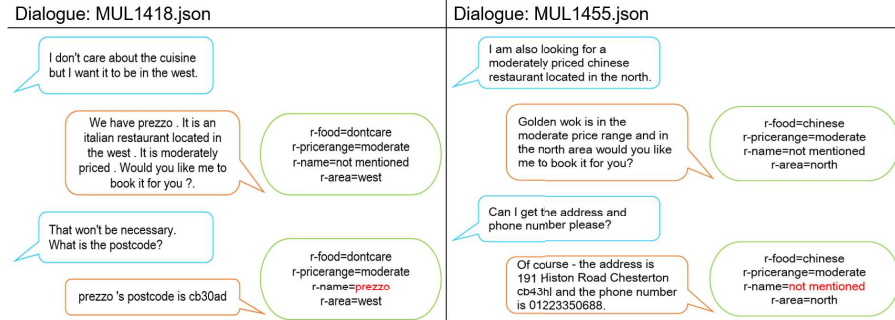 Dialogue: MUL1418.json
I don't care about the cuisine
but I want it to be in the west.
We have prezzo . It is an
italian restaurant located in
the west . It is moderately
priced . Would you like me to
book it for you ?.
r-food=dontcare
r-pricerange=moderate
r-name=not mentioned
r-area=west
That won't be necessary.
What is the postcode?
prezzo 's postcode is cb30ad
r-food=dontcare
r-pricerange=moderate
r-name=prezzo
r-area=west
Dialogue: MUL1455.json
I am also looking for a
moderately priced chinese
restaurant located in the north.
Golden wok is in the
moderate price range and in
the north area would you like
me to book it for you?
r-food=chinese
r-pricerange=moderate
r-name=not mentioned
r-area=north
Can I get the address and
phone number please?
Of course - the address is
191 Histon Road Chesterton
cb43hl and the phone number
is 01223350688.
r-food=chinese
r-pricerange=moderate
r-name=not mentioned
r-area=north